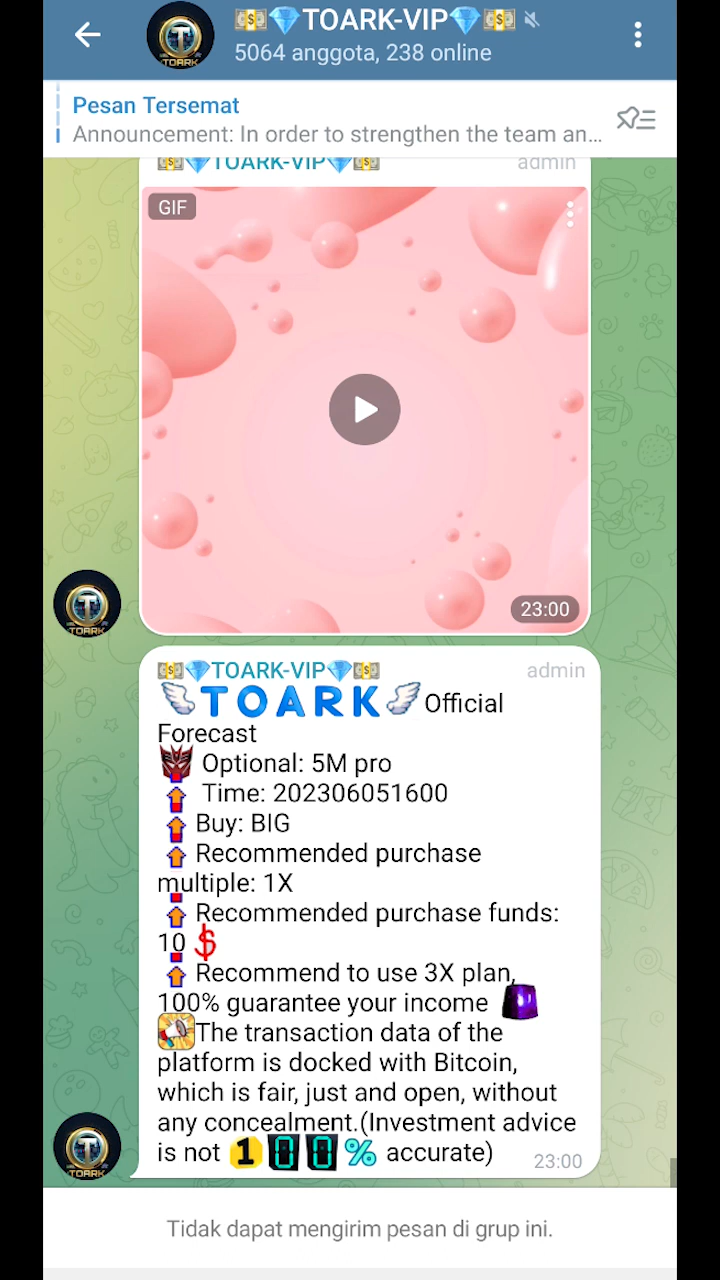 TOARK-VIP
5064 anggota, 238 online
Pesan Tersemat
Announcement: In order to strengthen the team an...
TOARK-VIP admin
GIF
23:00
TOARK
TOARK-VIP admin
TOARK Official
Forecast
Optional: 5M pro
Time: 202306051600
Buy: BIG
Recommended purchase
multiple: 1X
Recommended purchase funds:
10 $
Recommend to use 3X plan,
100% guarantee your income
The transaction data of the
platform is docked with Bitcoin,
which is fair, just and open, without
any concealment.(Investment advice
is not 100% accurate)
23:00
TOARK
Tidak dapat mengirim pesan di grup ini.